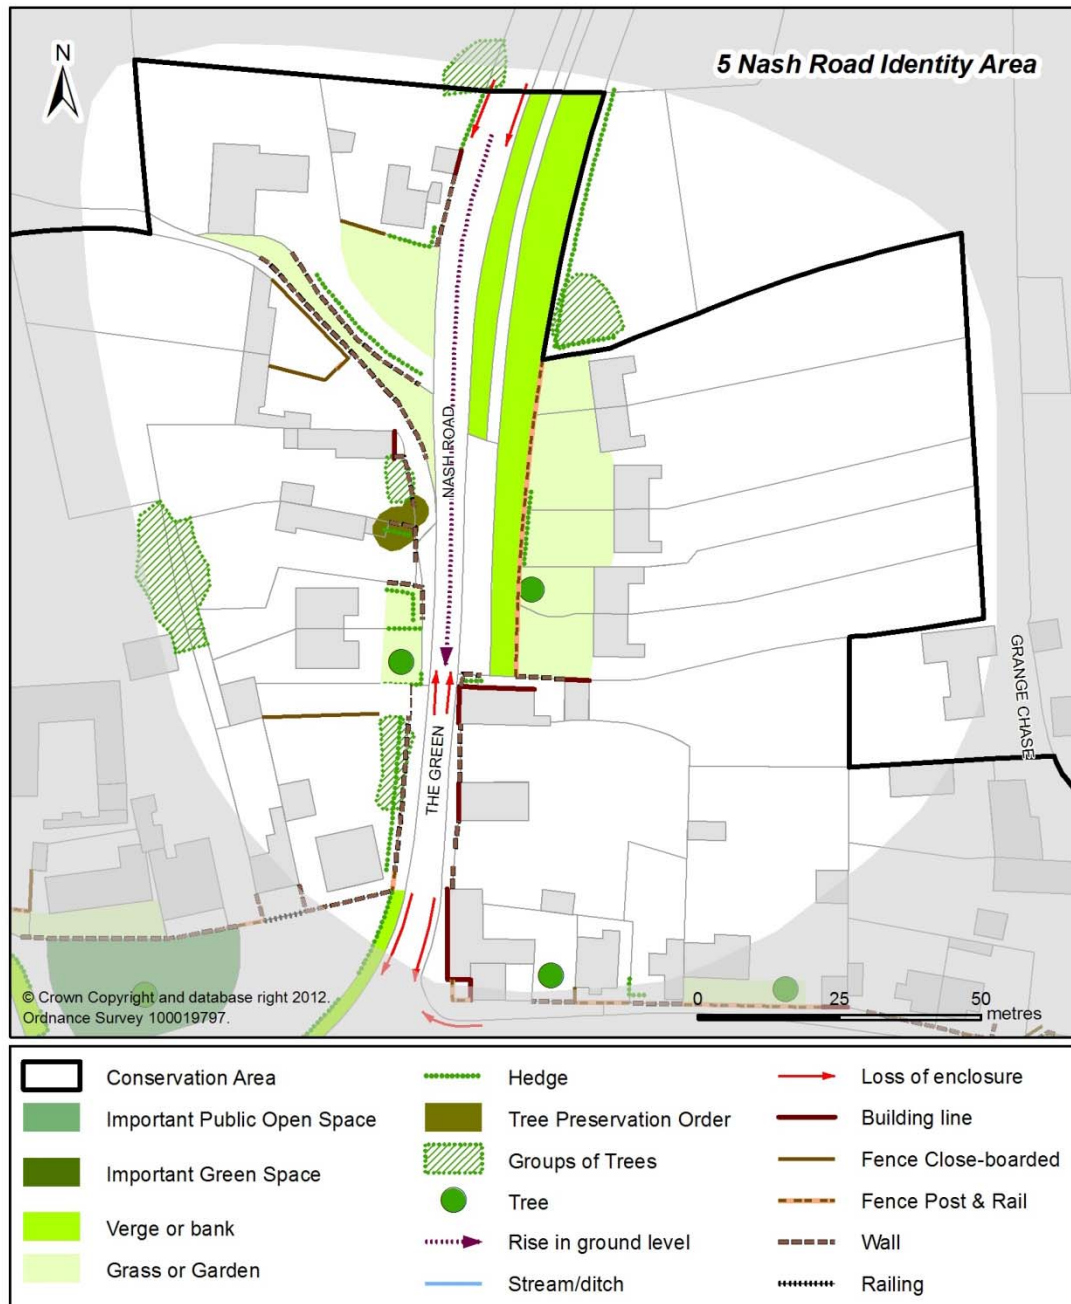 5 Nash Road Identity Area
N
NASH ROAD
THE GREEN
GRANGE CHASE
© Crown Copyright and database right 2012.
Ordnance Survey 100019797.
0 25 50
metres
Conservation Area
Important Public Open Space
Important Green Space
Verge or bank
Grass or Garden
Hedge
Tree Preservation Order
Groups of Trees
Tree
Rise in ground level
Stream/ditch
Loss of enclosure
Building line
Fence Close-boarded
Fence Post & Rail
Wall
Railing